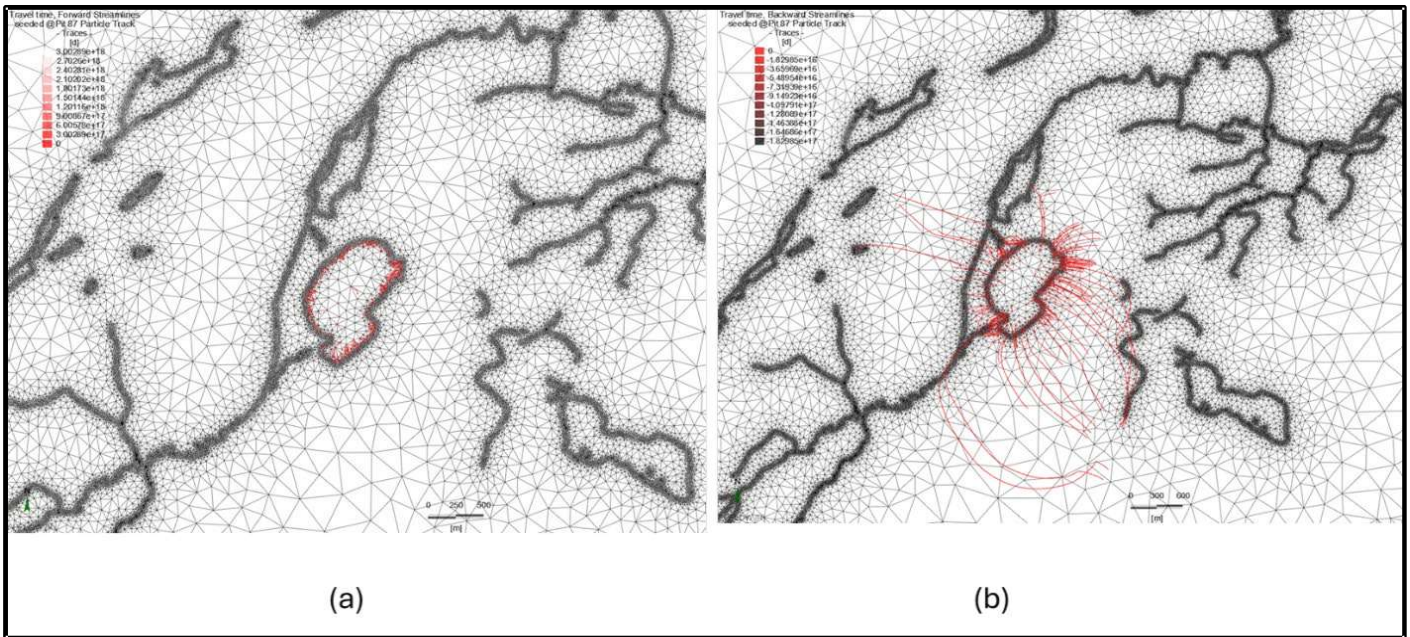 Travel time, Forward Streamlines
seeded @Pit 87 Particle Track
- Traces -
[d]
3.00289e+18
2.7026e+18
2.40231e+18
2.10202e+18
1.80173e+18
1.50144e+18
1.20116e+18
9.00867e+17
6.00578e+17
3.00289e+17
0
0 250 500
[m]
(a)
Travel time, Backward Streamlines
seeded @Pit 87 Particle Track
- Traces -
[d]
0
-1.82985e+16
-3.65969e+16
-5.48954e+16
-7.31939e+16
-9.14923e+16
-1.09791e+17
-1.28089e+17
-1.46388e+17
-1.64686e+17
-1.82985e+17
0 300 600
[m]
(b)